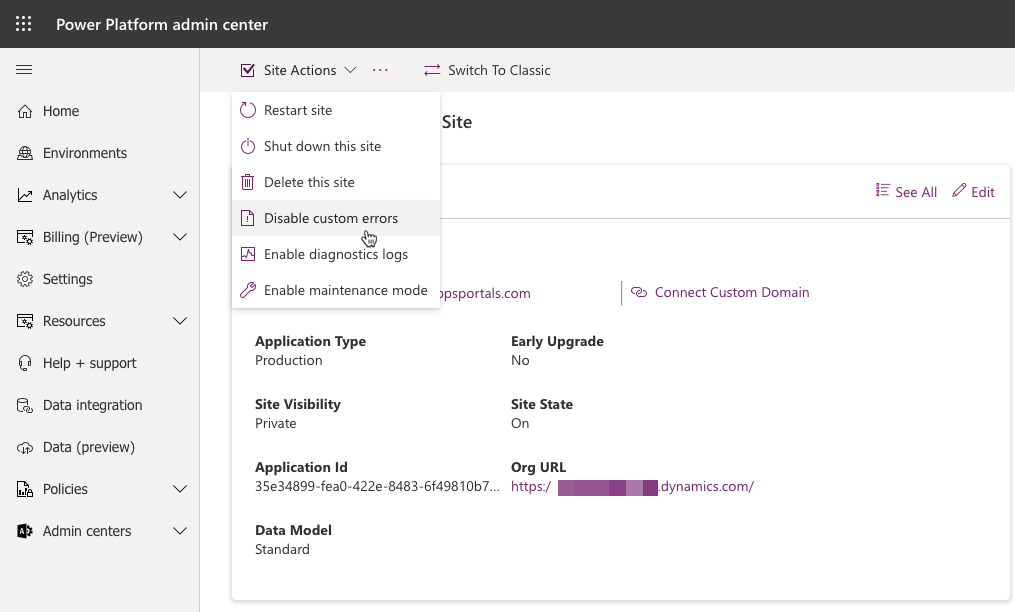 Power Platform admin center
Site Actions
···
Switch To Classic
Home
Environments
Analytics
Billing (Preview)
Settings
Resources
Help + support
Data integration
Data (preview)
Policies
Admin centers
Restart site
Shut down this site
Delete this site
Disable custom errors
Enable diagnostics logs
Enable maintenance mode
Site
See All
Edit
ppsportals.com
Connect Custom Domain
Application Type
Production
Early Upgrade
No
Site Visibility
Private
Site State
On
Application Id
35e34899-fea0-422e-8483-6f49810b7...
Org URL
https:/ .dynamics.com/
Data Model
Standard